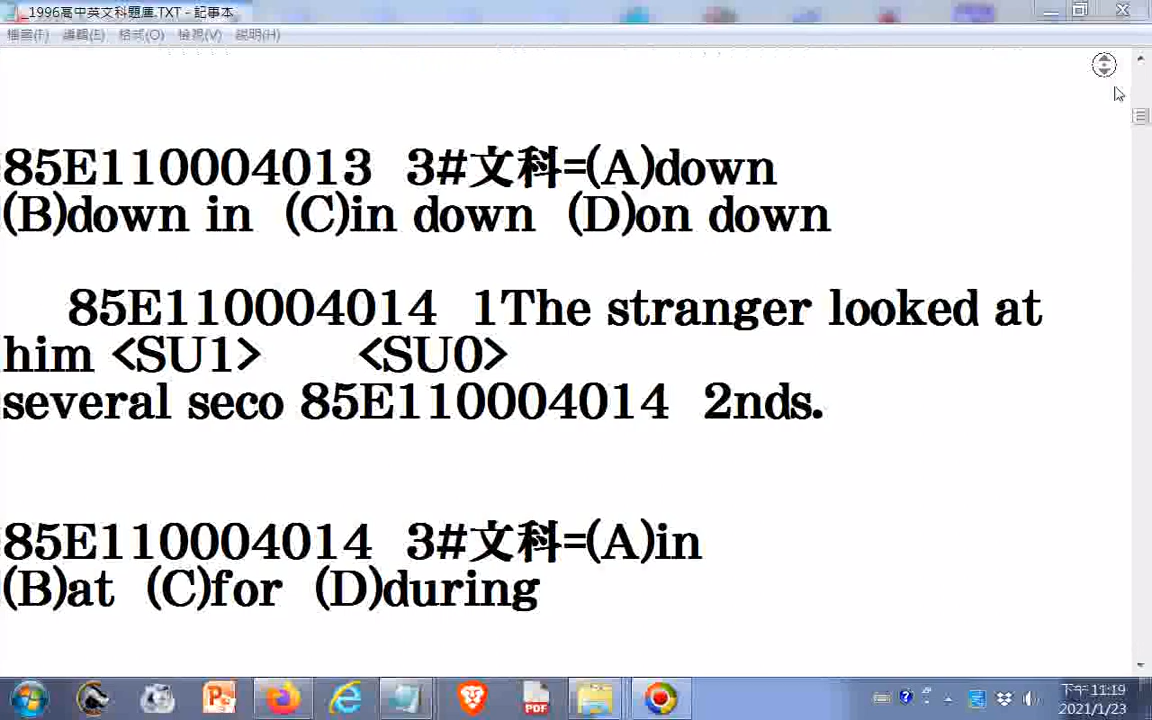 _1996高中英文科題庫.TXT - 記事本
檔案(F) 編輯(E) 格式(O) 檢視(V) 說明(H)
85E110004013 3#文科=(A)down
(B)down in (C)in down (D)on down
85E110004014 1The stranger looked at
him <SU1> <SU0>
several seco 85E110004014 2nds.
85E110004014 3#文科=(A)in
(B)at (C)for (D)during
PDF
下午 11:19
2021/1/23